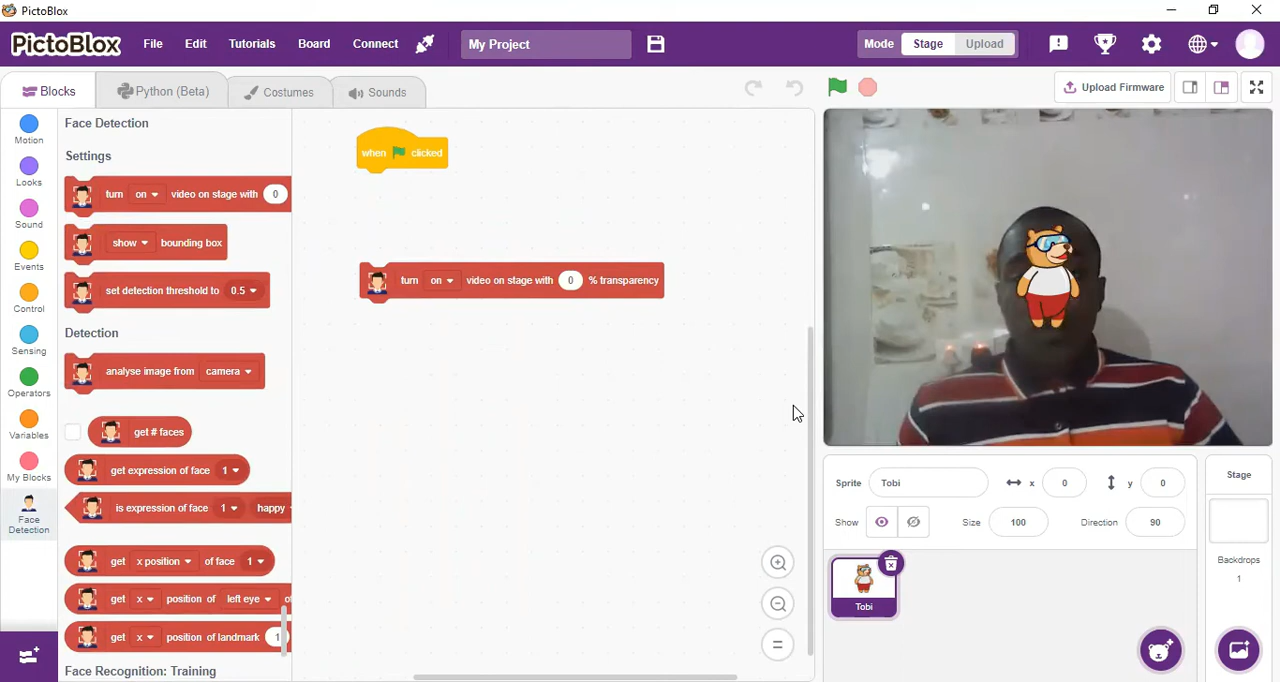 PictoBlox
PictoBlox File Edit Tutorials Board Connect My Project Mode Stage Upload
Blocks Python (Beta) Costumes Sounds Upload Firmware
Motion
Looks
Sound
Events
Control
Sensing
Operators
Variables
My Blocks
Face
Detection
Face Detection
Settings
turn on video on stage with 0
show bounding box
set detection threshold to 0.5
Detection
analyse image from camera
get # faces
get expression of face 1
is expression of face 1 happy
get x position of face 1
get x position of left eye o
get x position of landmark 1
Face Recognition: Training
when clicked
turn on video on stage with 0 % transparency
Sprite Tobi x 0 y 0
Show Size 100 Direction 90
Tobi
Stage
Backdrops
1